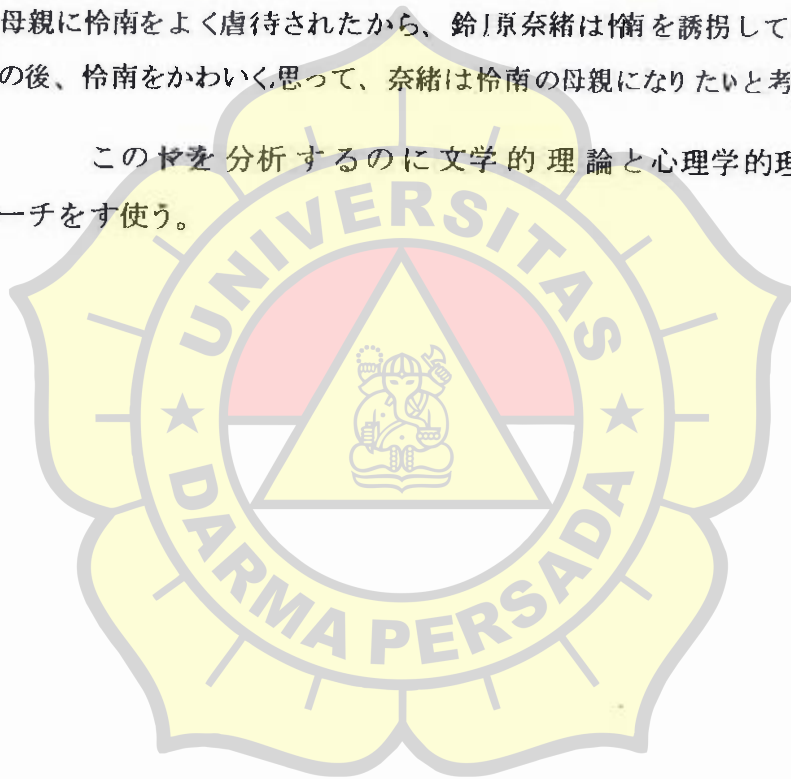 母親に怜南をよく虐待されたから、鈴原奈緒は怜南を誘拐して
の後、怜南をかわいく思って、奈緒は怜南の母親になりたいと考
この 分析するのに文学的理論と心理学的理
ーチをす使う。
UNIVERSITAS
DARMA PERSADA